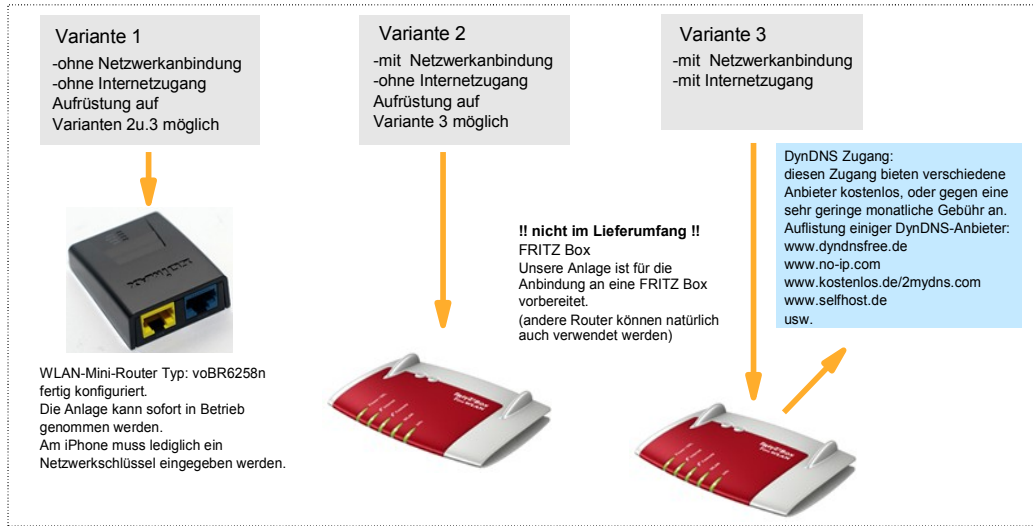 Variante 1
-ohne Netzwerkanbindung
-ohne Internetzugang
Aufrüstung auf
Varianten 2u.3 möglich
Variante 2
-mit Netzwerkanbindung
-ohne Internetzugang
Aufrüstung auf
Variante 3 möglich
Variante 3
-mit Netzwerkanbindung
-mit Internetzugang
DynDNS Zugang:
diesen Zugang bieten verschiedene
Anbieter kostenlos, oder gegen eine
sehr geringe monatliche Gebühr an.
Auflistung einiger DynDNS-Anbieter:
www.dyndnsfree.de
www.no-ip.com
www.kostenlos.de/2mydns.com
www.selfhost.de
usw.
!! nicht im Lieferumfang !!
FRITZ Box
Unsere Anlage ist für die
Anbindung an eine FRITZ Box
vorbereitet.
(andere Router können natürlich
auch verwendet werden)
WLAN-Mini-Router Typ: voBR6258n
fertig konfiguriert.
Die Anlage kann sofort in Betrieb
genommen werden.
Am iPhone muss lediglich ein
Netzwerkschlüssel eingegeben werden.